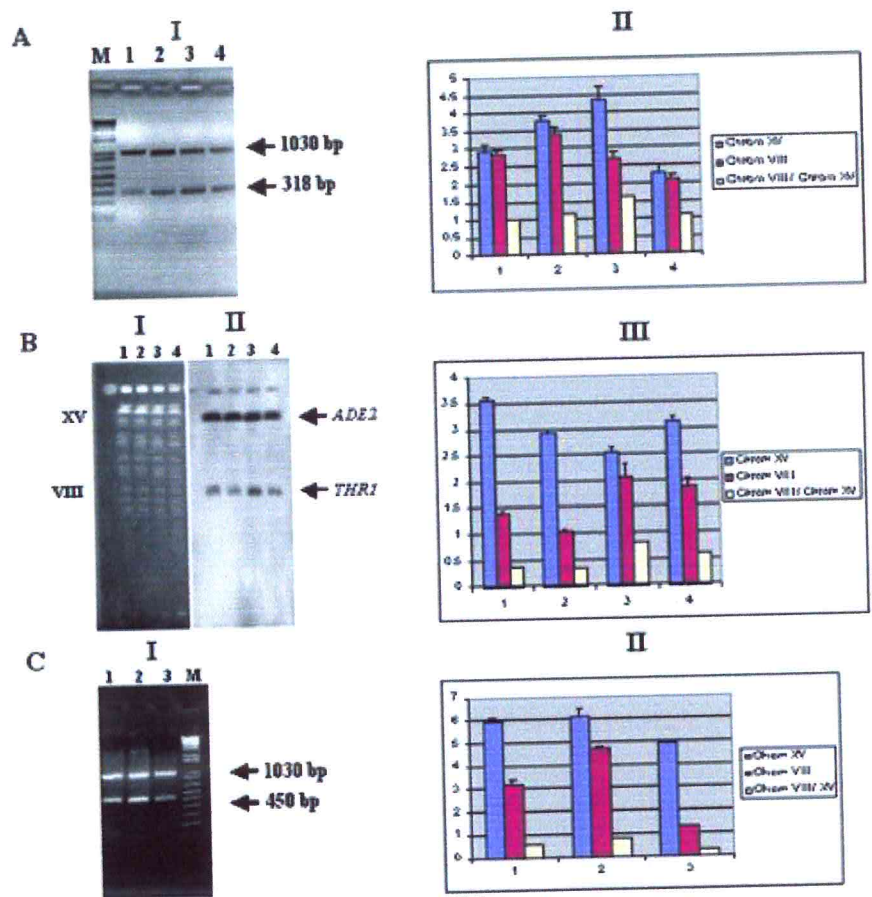 A
I
M 1 2 3 4
1030 bp
318 bp
II
5
4.5
4
3.5
3
2.5
2
1.5
1
0.5
0
1 2 3 4
Chrom XV
Chrom VIII
Chrom VIII/ Chrom XV
B
I II
1 2 3 4 1 2 3 4
XV
ADE2
VIII
THR1
III
4
3.5
3
2.5
2
1.5
1
0.5
0
1 2 3 4
Chrom XV
Chrom VIII
Chrom VIII/ Chrom XV
C
I
1 2 3 M
1030 bp
450 bp
II
7
6
5
4
3
2
1
0
1 2 3
Chrom XV
Chrom VIII
Chrom VIII/ XV